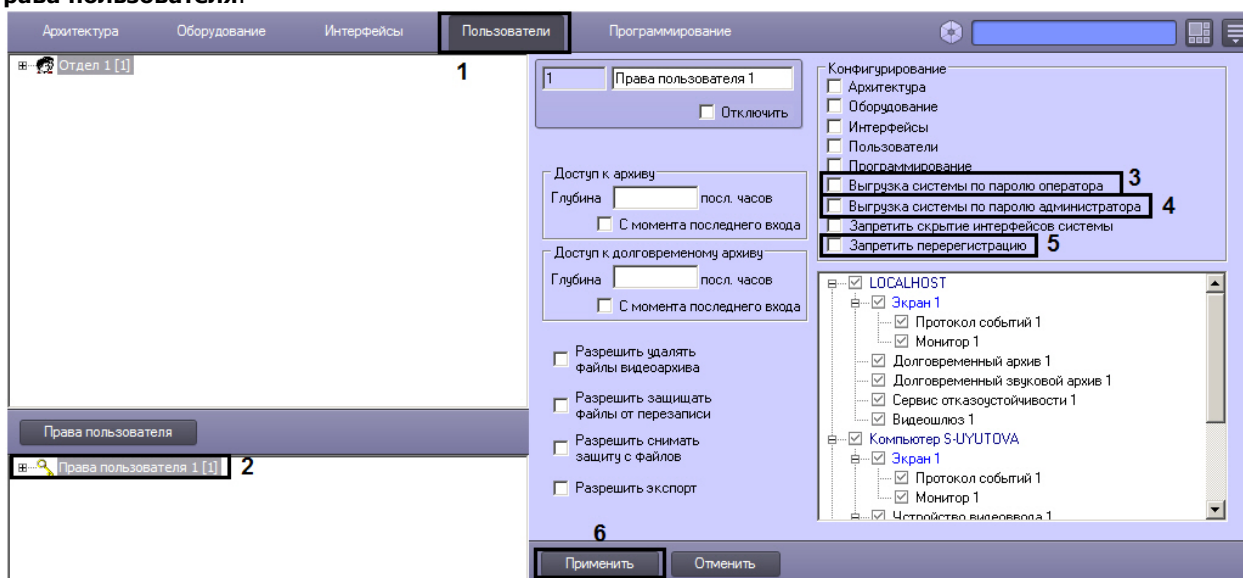 рава пользователя.
Архитектура Оборудование Интерфейсы Пользователи Программирование
1
Отдел 1 [1]
1 Права пользователя 1
Отключить
Доступ к архиву
Глубина посл. часов
С момента последнего входа
Доступ к долговременому архиву
Глубина посл. часов
С момента последнего входа
Разрешить удалять
файлы видеоархива
Разрешить защищать
файлы от перезаписи
Разрешить снимать
защиту с файлов
Разрешить экспорт
Конфигурирование
Архитектура
Оборудование
Интерфейсы
Пользователи
Программирование
Выгрузка системы по паролю оператора 3
Выгрузка системы по паролю администратора 4
Запретить скрытие интерфейсов системы
Запретить перерегистрацию 5
LOCALHOST
Экран 1
Протокол событий 1
Монитор 1
Долговременный архив 1
Долговременный звуковой архив 1
Сервис отказоустойчивости 1
Видеошлюз 1
Компьютер S-UYUTOVA
Экран 1
Протокол событий 1
Монитор 1
Устройство видеоввода 1
Права пользователя
Права пользователя 1 [1] 2
6
Применить Отменить